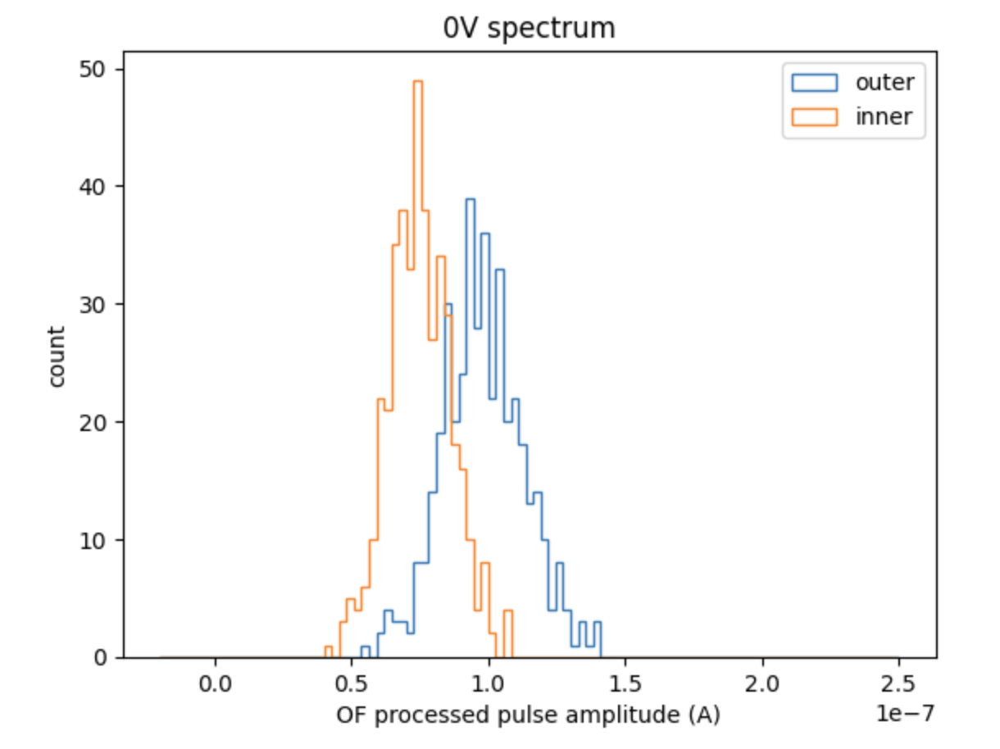 0V spectrum
outer
inner
50
40
30
20
10
0
count
0.0 0.5 1.0 1.5 2.0 2.5
OF processed pulse amplitude (A)
1e−7